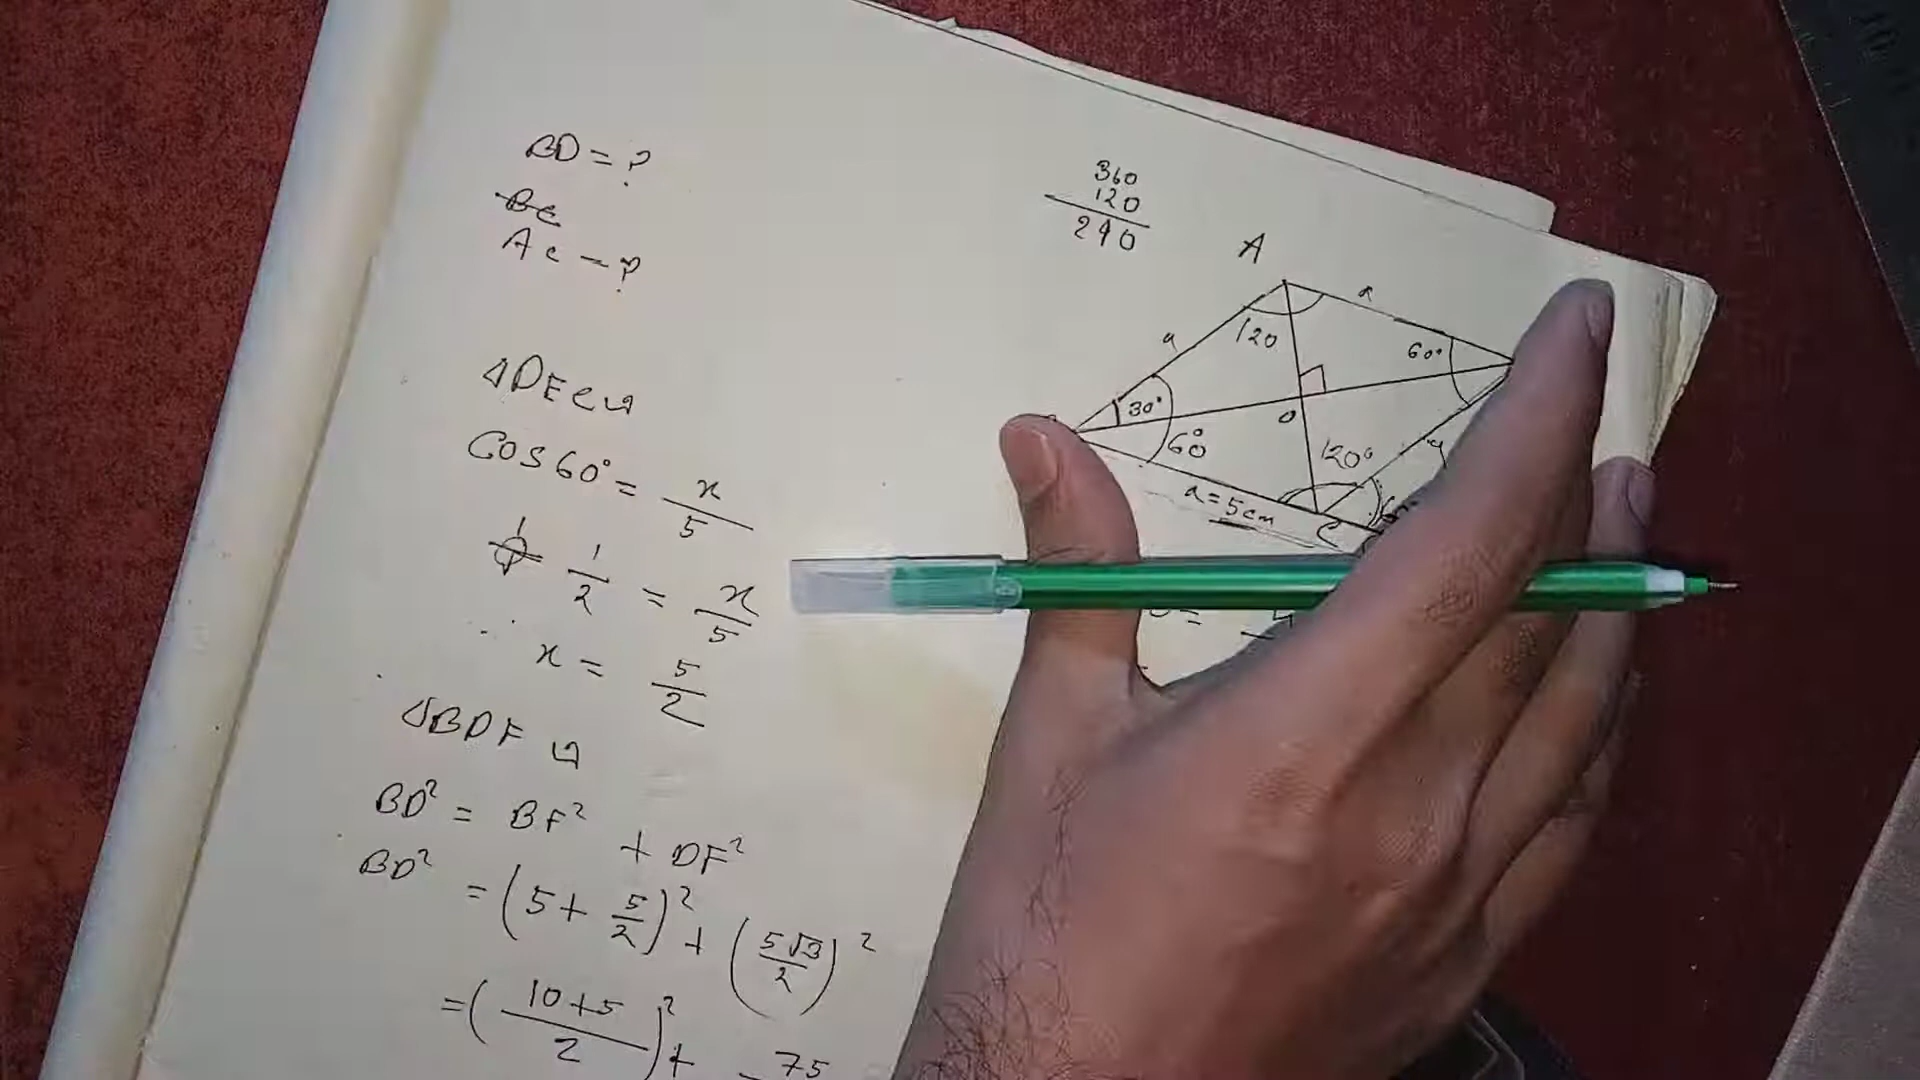 BD = ?
Bc
Ac - ?
ΔDEC এ
Cos 60° = x/5
1/2 = x/5
x = 5/2
ΔBDF এ
BD² = BF² + DF²
BD² = (5 + 5/2)² + (5√3/2)²
= ((10+5)/2)² + 75
360
120
240
A
a
a
120
60°
30°
60°
O
120°
a
a = 5cm
C